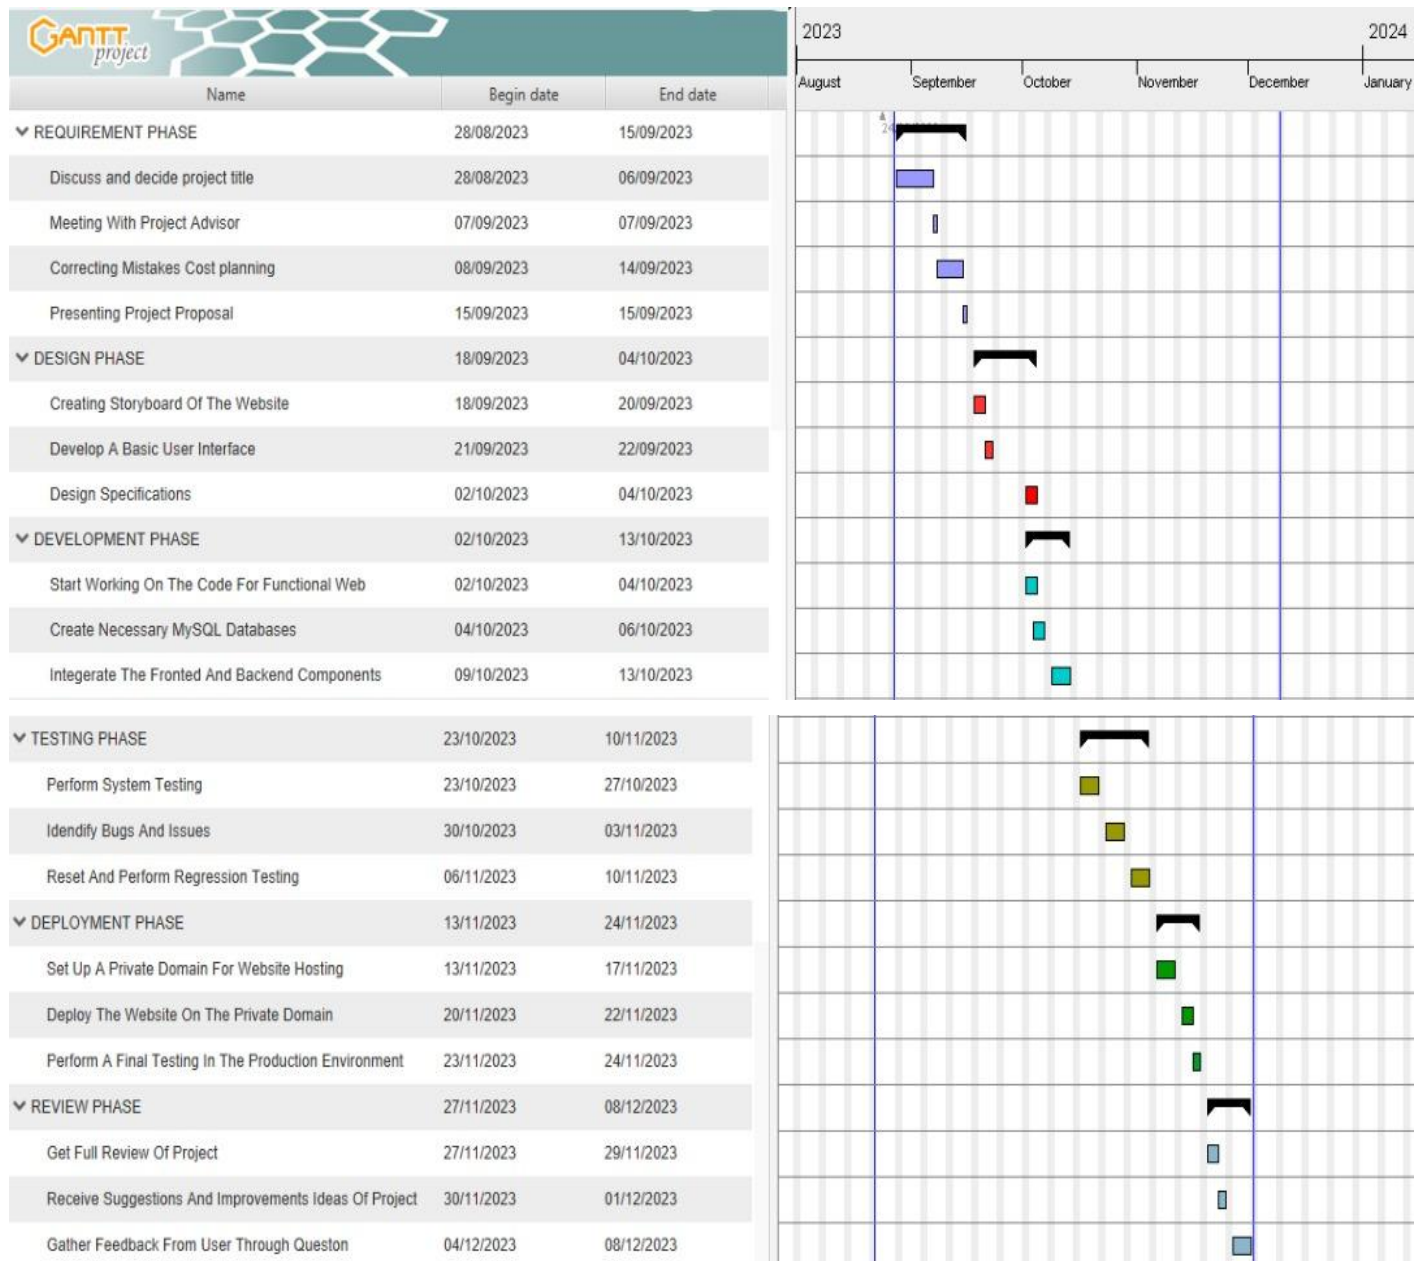 GANTT
project
2023 2024
August September October November December January
Name Begin date End date
REQUIREMENT PHASE 28/08/2023 15/09/2023
Discuss and decide project title 28/08/2023 06/09/2023
Meeting With Project Advisor 07/09/2023 07/09/2023
Correcting Mistakes Cost planning 08/09/2023 14/09/2023
Presenting Project Proposal 15/09/2023 15/09/2023
DESIGN PHASE 18/09/2023 04/10/2023
Creating Storyboard Of The Website 18/09/2023 20/09/2023
Develop A Basic User Interface 21/09/2023 22/09/2023
Design Specifications 02/10/2023 04/10/2023
DEVELOPMENT PHASE 02/10/2023 13/10/2023
Start Working On The Code For Functional Web 02/10/2023 04/10/2023
Create Necessary MySQL Databases 04/10/2023 06/10/2023
Integerate The Fronted And Backend Components 09/10/2023 13/10/2023
TESTING PHASE 23/10/2023 10/11/2023
Perform System Testing 23/10/2023 27/10/2023
Idendify Bugs And Issues 30/10/2023 03/11/2023
Reset And Perform Regression Testing 06/11/2023 10/11/2023
DEPLOYMENT PHASE 13/11/2023 24/11/2023
Set Up A Private Domain For Website Hosting 13/11/2023 17/11/2023
Deploy The Website On The Private Domain 20/11/2023 22/11/2023
Perform A Final Testing In The Production Environment 23/11/2023 24/11/2023
REVIEW PHASE 27/11/2023 08/12/2023
Get Full Review Of Project 27/11/2023 29/11/2023
Receive Suggestions And Improvements Ideas Of Project 30/11/2023 01/12/2023
Gather Feedback From User Through Queston 04/12/2023 08/12/2023